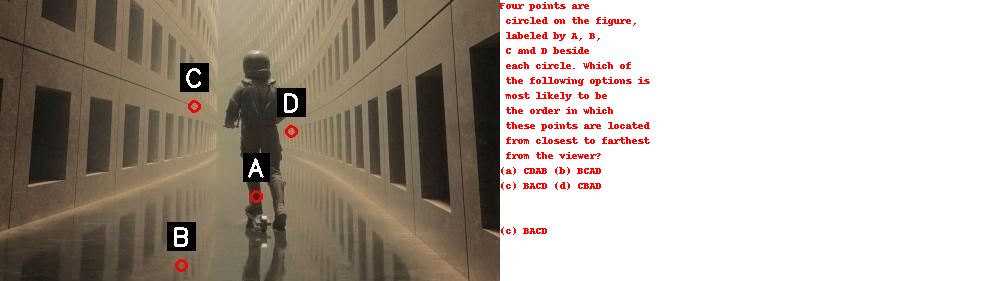 C
D
A
B
Four points are
circled on the figure,
labeled by A, B,
C and D beside
each circle. Which of
the following options is
most likely to be
the order in which
these points are located
from closest to farthest
from the viewer?
(a) CDAB (b) BCAD
(c) BACD (d) CBAD
(c) BACD